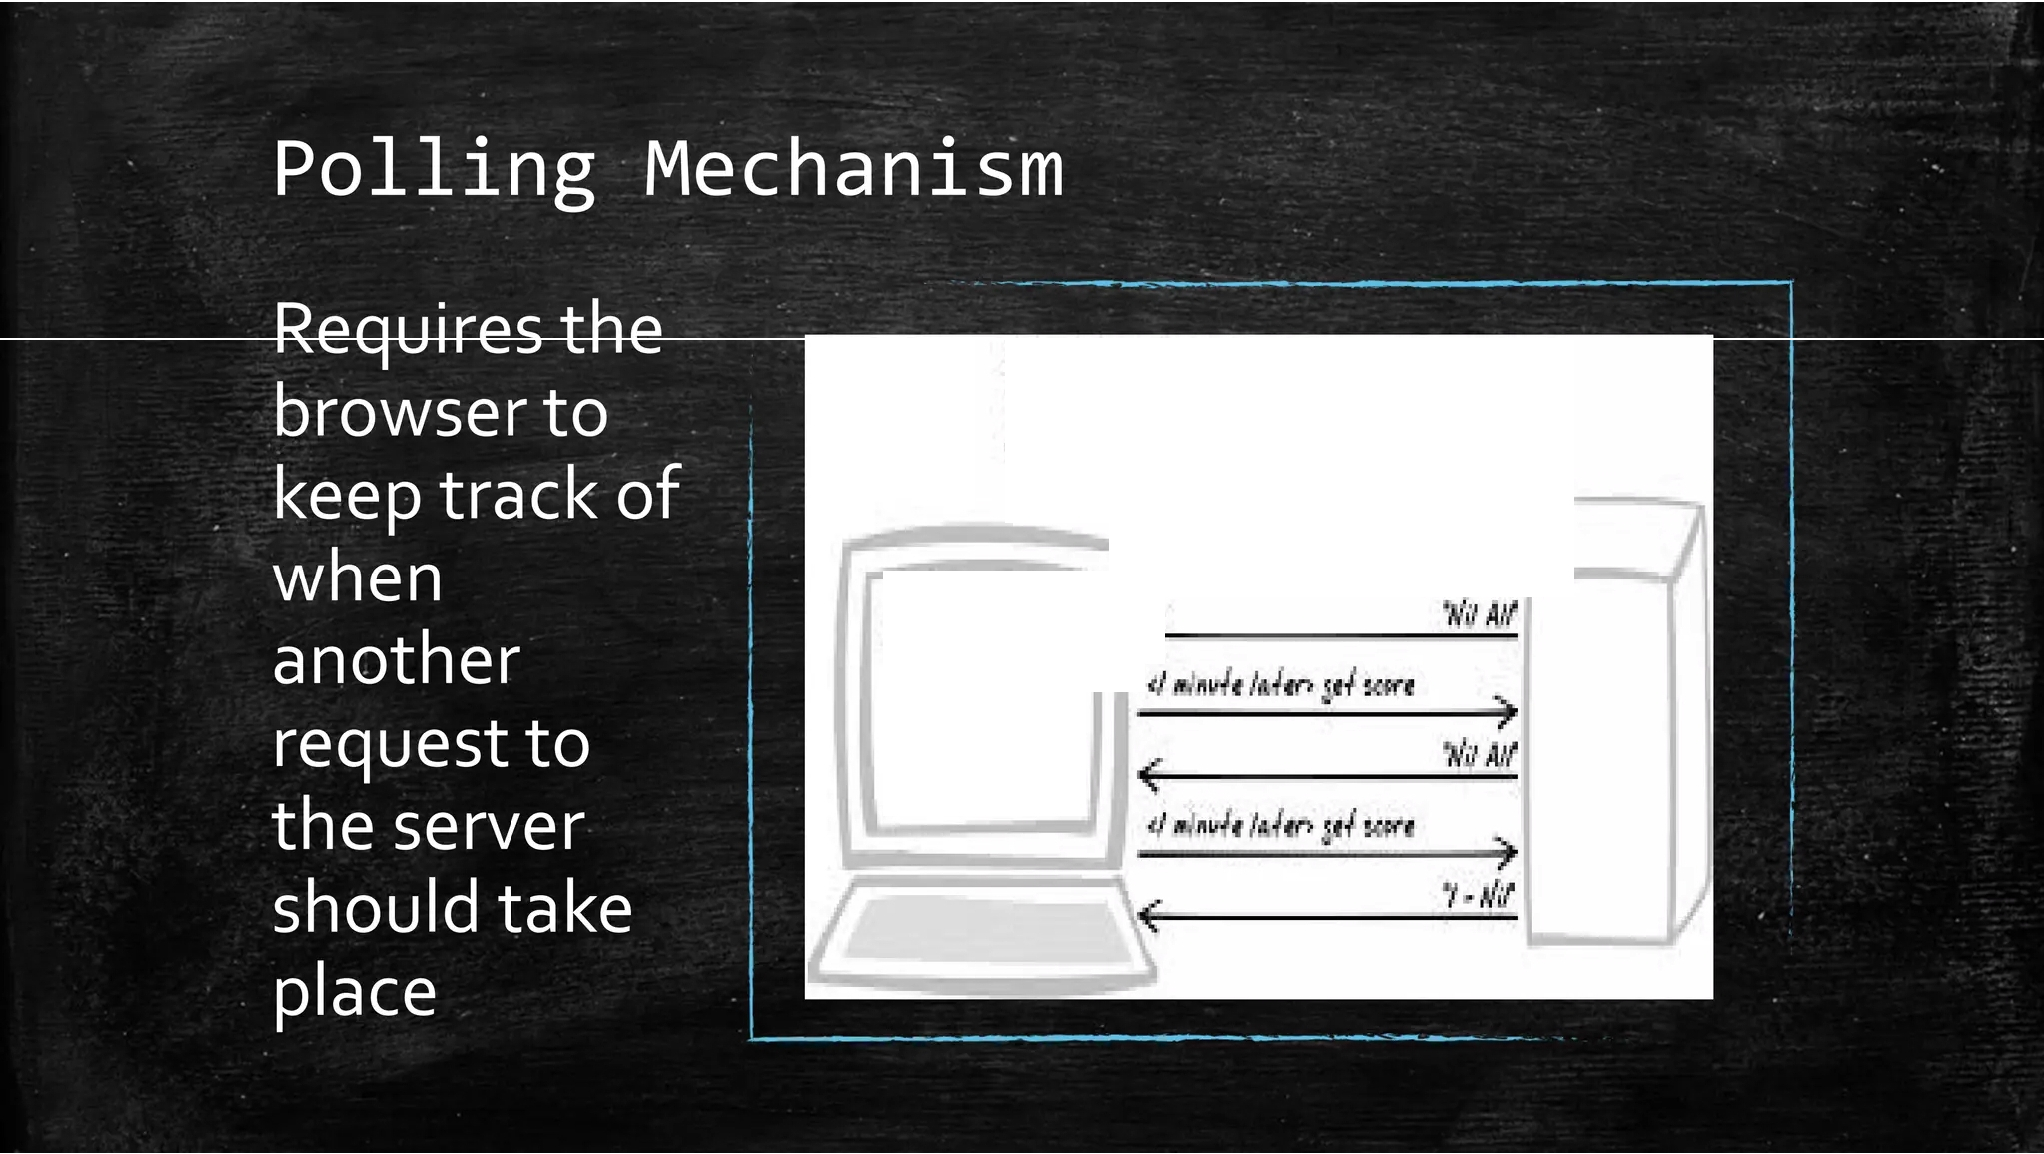 Polling Mechanism
Requires the
browser to
keep track of
when
another
request to
the server
should take
place
"Nil All"
<1 minute later> get score
"Nil All"
<1 minute later> get score
"1 - Nil"